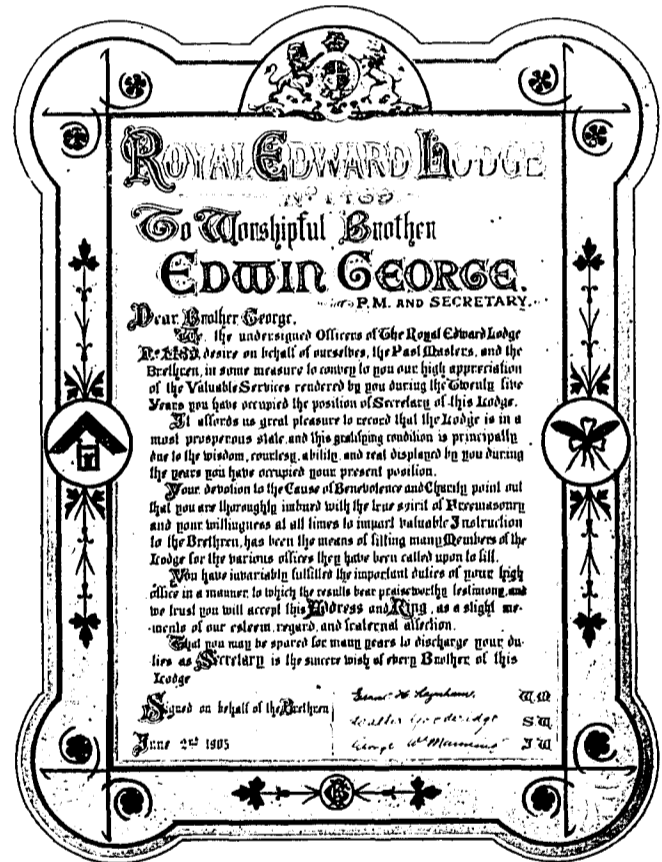 ROYAL EDWARD LODGE
To Worshipful Brother
EDWIN GEORGE.
P.M. AND SECRETARY.
Dear Brother George,
We, the undersigned Officers of The Royal Edward Lodge
desire on behalf of ourselves, the Past Masters, and the
Brethren, in some measure to convey to you our high appreciation
of the Valuable Services rendered by you during the Twenty five
Years you have occupied the position of Secretary of this Lodge.
It affords us great pleasure to record that the Lodge is in a
most prosperous state, and this gratifying condition is principally
due to the wisdom, courtesy, ability, and zeal displayed by you during
the years you have occupied your present position.
Your devotion to the Cause of Benevolence and Charity point out
that you are thoroughly imbued with the true spirit of Freemasonry
and your willingness at all times to impart valuable Instruction
to the Brethren, has been the means of fitting many Members of the
Lodge for the various offices they have been called upon to fill.
You have invariably fulfilled the important duties of your high
office in a manner, to which the results bear praiseworthy testimony, and
we trust you will accept this Address and Ring, as a slight me-
mento of our esteem, regard, and fraternal affection.
That you may be spared for many years to discharge your du-
ties as Secretary is the sincere wish of every Brother of this
Lodge
Signed on behalf of the Brethren
W.M
Walter S.W.
George Wm J.W
June 2nd 1905